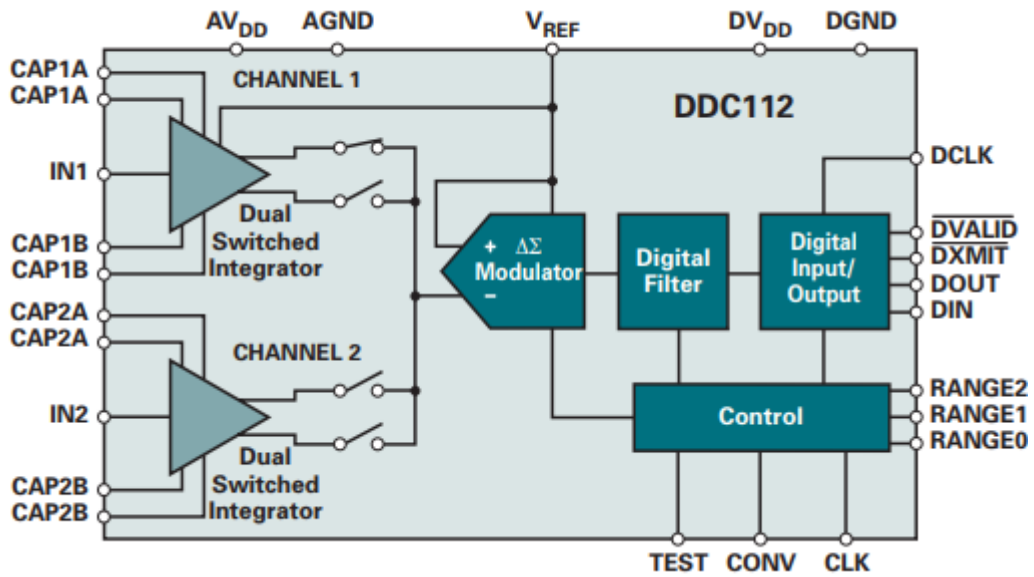 AVDD AGND VREF DVDD DGND
CAP1A
CAP1A
CHANNEL 1
DDC112
IN1
DCLK
Dual
Switched
Integrator
CAP1B
CAP1B
+ ΔΣ
Modulator
−
Digital
Filter
Digital
Input/
Output
DVALID
DXMIT
DOUT
DIN
CAP2A
CAP2A
CHANNEL 2
IN2
Dual
Switched
Integrator
CAP2B
CAP2B
Control
RANGE2
RANGE1
RANGE0
TEST CONV CLK